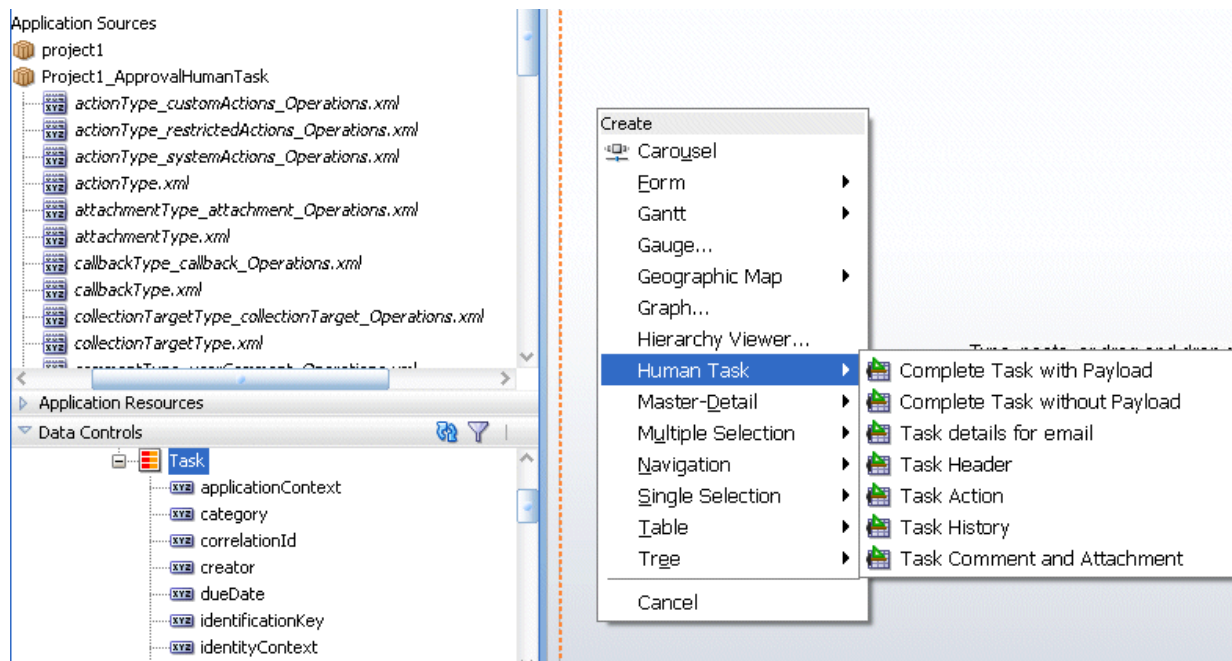 Application Sources
project1
Project1_ApprovalHumanTask
actionType_customActions_Operations.xml
actionType_restrictedActions_Operations.xml
actionType_systemActions_Operations.xml
actionType.xml
attachmentType_attachment_Operations.xml
attachmentType.xml
callbackType_callback_Operations.xml
callbackType.xml
collectionTargetType_collectionTarget_Operations.xml
collectionTargetType.xml
Application Resources
Data Controls
Task
applicationContext
category
correlationId
creator
dueDate
identificationKey
identityContext
Create
Carousel
Form
Gantt
Gauge...
Geographic Map
Graph...
Hierarchy Viewer...
Human Task
Master-Detail
Multiple Selection
Navigation
Single Selection
Table
Tree
Cancel
Complete Task with Payload
Complete Task without Payload
Task details for email
Task Header
Task Action
Task History
Task Comment and Attachment